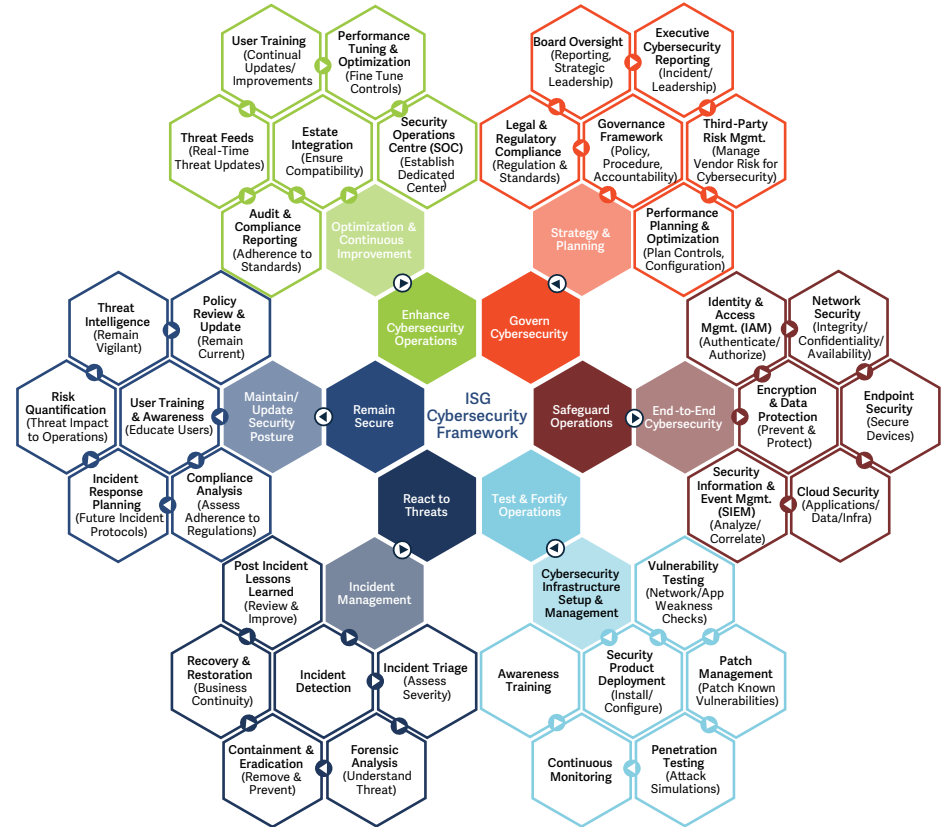 User Training
(Continual
Updates/
Improvements
Performance
Tuning &
Optimization
(Fine Tune
Controls)
Threat Feeds
(Real-Time
Threat Updates)
Estate
Integration
(Ensure
Compatibility)
Security
Operations
Centre (SOC)
(Establish
Dedicated
Center)
Audit &
Compliance
Reporting
(Adherence to
Standards)
Optimization &
Continuous
Improvement
Enhance
Cybersecurity
Operations
Board Oversight
(Reporting,
Strategic
Leadership)
Executive
Cybersecurity
Reporting
(Incident/
Leadership)
Legal &
Regulatory
Compliance
(Regulation &
Standards)
Governance
Framework
(Policy,
Procedure,
Accountability)
Third-Party
Risk Mgmt.
(Manage
Vendor Risk for
Cybersecurity)
Strategy &
Planning
Performance
Planning &
Optimization
(Plan Controls,
Configuration)
Govern
Cybersecurity
Threat
Intelligence
(Remain
Vigilant)
Policy
Review &
Update
(Remain
Current)
Risk
Quantification
(Threat Impact
to Operations)
User Training
& Awareness
(Educate Users)
Maintain/
Update
Security
Posture
Remain
Secure
Incident
Response
Planning
(Future Incident
Protocols)
Compliance
Analysis
(Assess
Adherence to
Regulations)
ISG
Cybersecurity
Framework
Safeguard
Operations
End-to-End
Cybersecurity
Identity &
Access
Mgmt. (IAM)
(Authenticate/
Authorize)
Network
Security
(Integrity/
Confidentiality/
Availability)
Encryption
& Data
Protection
(Prevent &
Protect)
Endpoint
Security
(Secure
Devices)
Security
Information &
Event Mgmt.
(SIEM)
(Analyze/
Correlate)
Cloud Security
(Applications/
Data/Infra)
React to
Threats
Incident
Management
Post Incident
Lessons
Learned
(Review &
Improve)
Recovery &
Restoration
(Business
Continuity)
Incident
Detection
Incident Triage
(Assess
Severity)
Containment &
Eradication
(Remove &
Prevent)
Forensic
Analysis
(Understand
Threat)
Test & Fortify
Operations
Cybersecurity
Infrastructure
Setup &
Management
Vulnerability
Testing
(Network/App
Weakness
Checks)
Awareness
Training
Security
Product
Deployment
(Install/
Configure)
Patch
Management
(Patch Known
Vulnerabilities)
Continuous
Monitoring
Penetration
Testing
(Attack
Simulations)